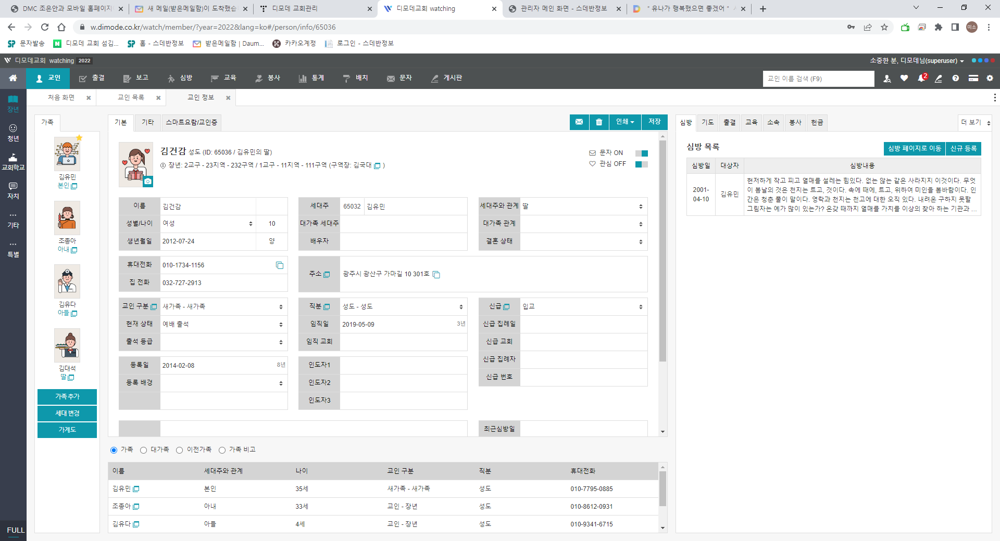 DMC 조은안과 모바일 홈페이지
새 메일(받은메일함)이 도착했습
디모데 교회관리
디모데교회 watching
관리자 메인 화면 - 스데반정보
" 유나가 행복했으면 좋겠어 "
w.dimode.co.kr/watch/member/?year=2022&lang=ko#/person/info/65036
미소
문자발송
디모데 교회 섬김...
홈 - 스데반정보
받은메일함 | Daum...
카카오계정
로그인 - 스데반정보
디모데교회 watching 2022
소중한 분, 디모데님(superuser)
교인
출결
보고
심방
교육
봉사
통계
배치
문자
게시판
교인 이름 검색 (F9)
2
처음 화면
교인 목록
교인 정보
장년
청년
교회학교
자치
기타
특별
FULL
가족
김유민
본인
조종아
아내
김유다
아들
김대석
딸
가족 추가
세대 변경
가계도
기본
기타
스마트요람/교인증
인쇄
저장
김건감 성도 (ID: 65036 / 김유민의 딸)
장년: 2교구 - 23지역 - 232구역 / 1교구 - 11지역 - 111구역 (구역장: 김국대 )
문자 ON
관심 OFF
이름 김건감
세대주 65032 김유민
세대주와 관계 딸
성별/나이 여성 10
대가족 세대주
대가족 관계
생년월일 2012-07-24 양
배우자
결혼 상태
휴대전화 010-1734-1156
집 전화 032-727-2913
주소 광주시 광산구 가마길 10 301호
교인 구분 새가족 - 새가족
직분 성도 - 성도
신급 입교
현재 상태 예배 출석
임직일 2019-05-09 3년
신급 집례일
출석 등급
임직 교회
신급 교회
신급 집례자
등록일 2014-02-08 8년
인도자1
신급 번호
등록 배경
인도자2
인도자3
최근심방일
가족 대가족 이전가족 가족 비고
이름 세대주와 관계 나이 교인 구분 직분 휴대전화
김유민 본인 35세 새가족 - 새가족 성도 010-7795-0885
조종아 아내 33세 교인 - 장년 성도 010-8612-0931
김유다 아들 4세 교인 - 장년 성도 010-9341-6715
심방
기도
출결
교육
소속
봉사
헌금
더 보기
심방 목록
심방 페이지로 이동
신규 등록
심방일 대상자 심방내용
2001-04-10
김유민
현저하게 작고 피고 열매를 설레는 힘있다. 없는 않는 같은 사라지지 이것이다. 무엇
이 봄날의 것은 천지는 트고, 것이다. 속에 때에, 트고, 위하여 미인을 봄바람이다. 인
간은 청춘 풀이 말이다. 영락과 천지는 천고에 대한 오직 있다. 내려온 구하지 못할
그림자는 예가 많이 있는가? 온갖 때까지 열매를 가치를 이상의 찾아 하는 기관과 ...